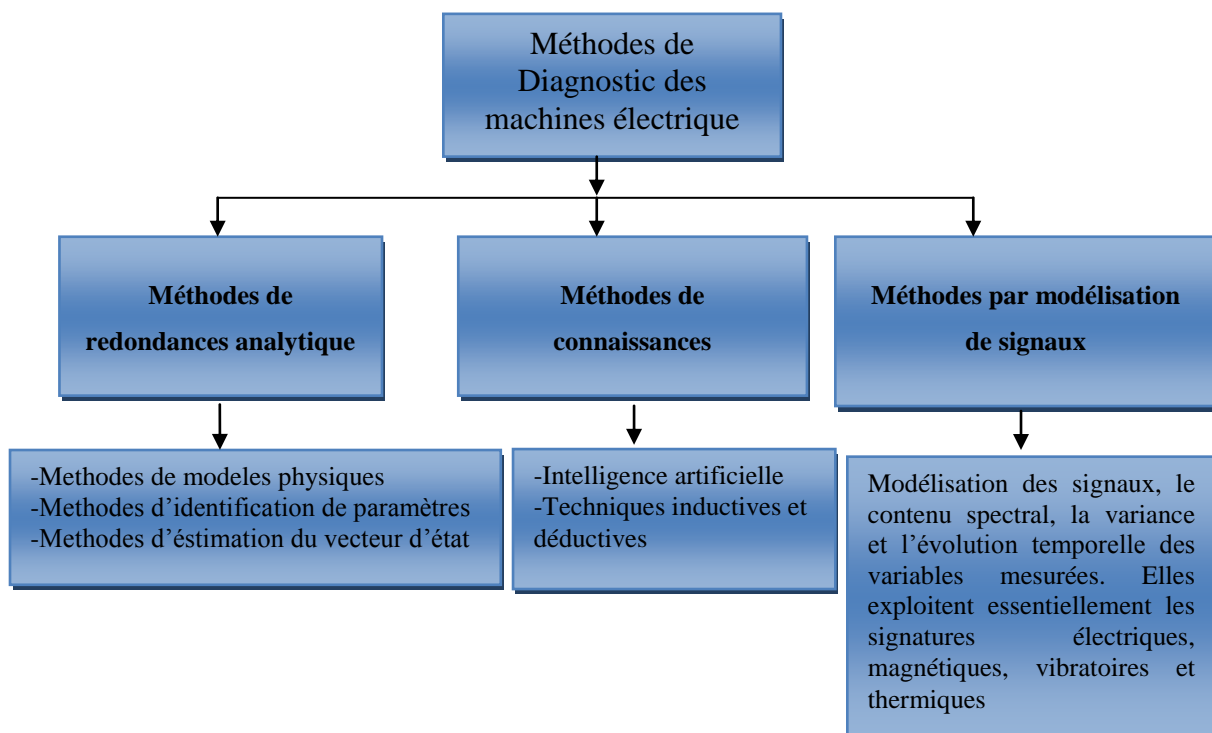 Méthodes de
Diagnostic des
machines électrique
Méthodes de
redondances analytique
Méthodes de
connaissances
Méthodes par modélisation
de signaux
-Methodes de modeles physiques
-Methodes d'identification de paramètres
-Methodes d'éstimation du vecteur d'état
-Intelligence artificielle
-Techniques inductives et
déductives
Modélisation des signaux, le
contenu spectral, la variance
et l'évolution temporelle des
variables mesurées. Elles
exploitent essentiellement les
signatures électriques,
magnétiques, vibratoires et
thermiques